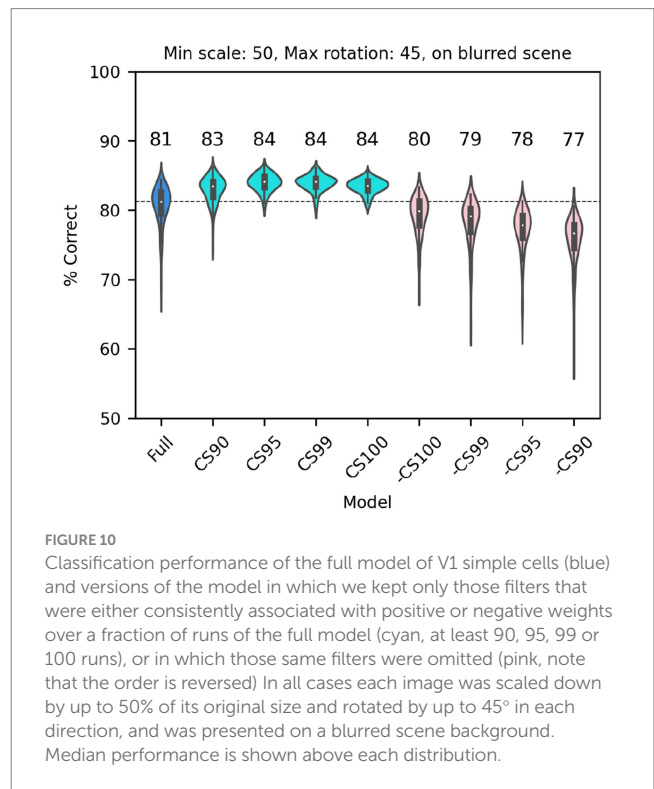 Min scale: 50, Max rotation: 45, on blurred scene
100
90
80
70
60
50
% Correct
81 83 84 84 84 80 79 78 77
Full CS90 CS95 CS99 CS100 -CS100 -CS99 -CS95 -CS90
Model
FIGURE 10
Classification performance of the full model of V1 simple cells (blue)
and versions of the model in which we kept only those filters that
were either consistently associated with positive or negative weights
over a fraction of runs of the full model (cyan, at least 90, 95, 99 or
100 runs), or in which those same filters were omitted (pink, note
that the order is reversed) In all cases each image was scaled down
by up to 50% of its original size and rotated by up to 45° in each
direction, and was presented on a blurred scene background.
Median performance is shown above each distribution.